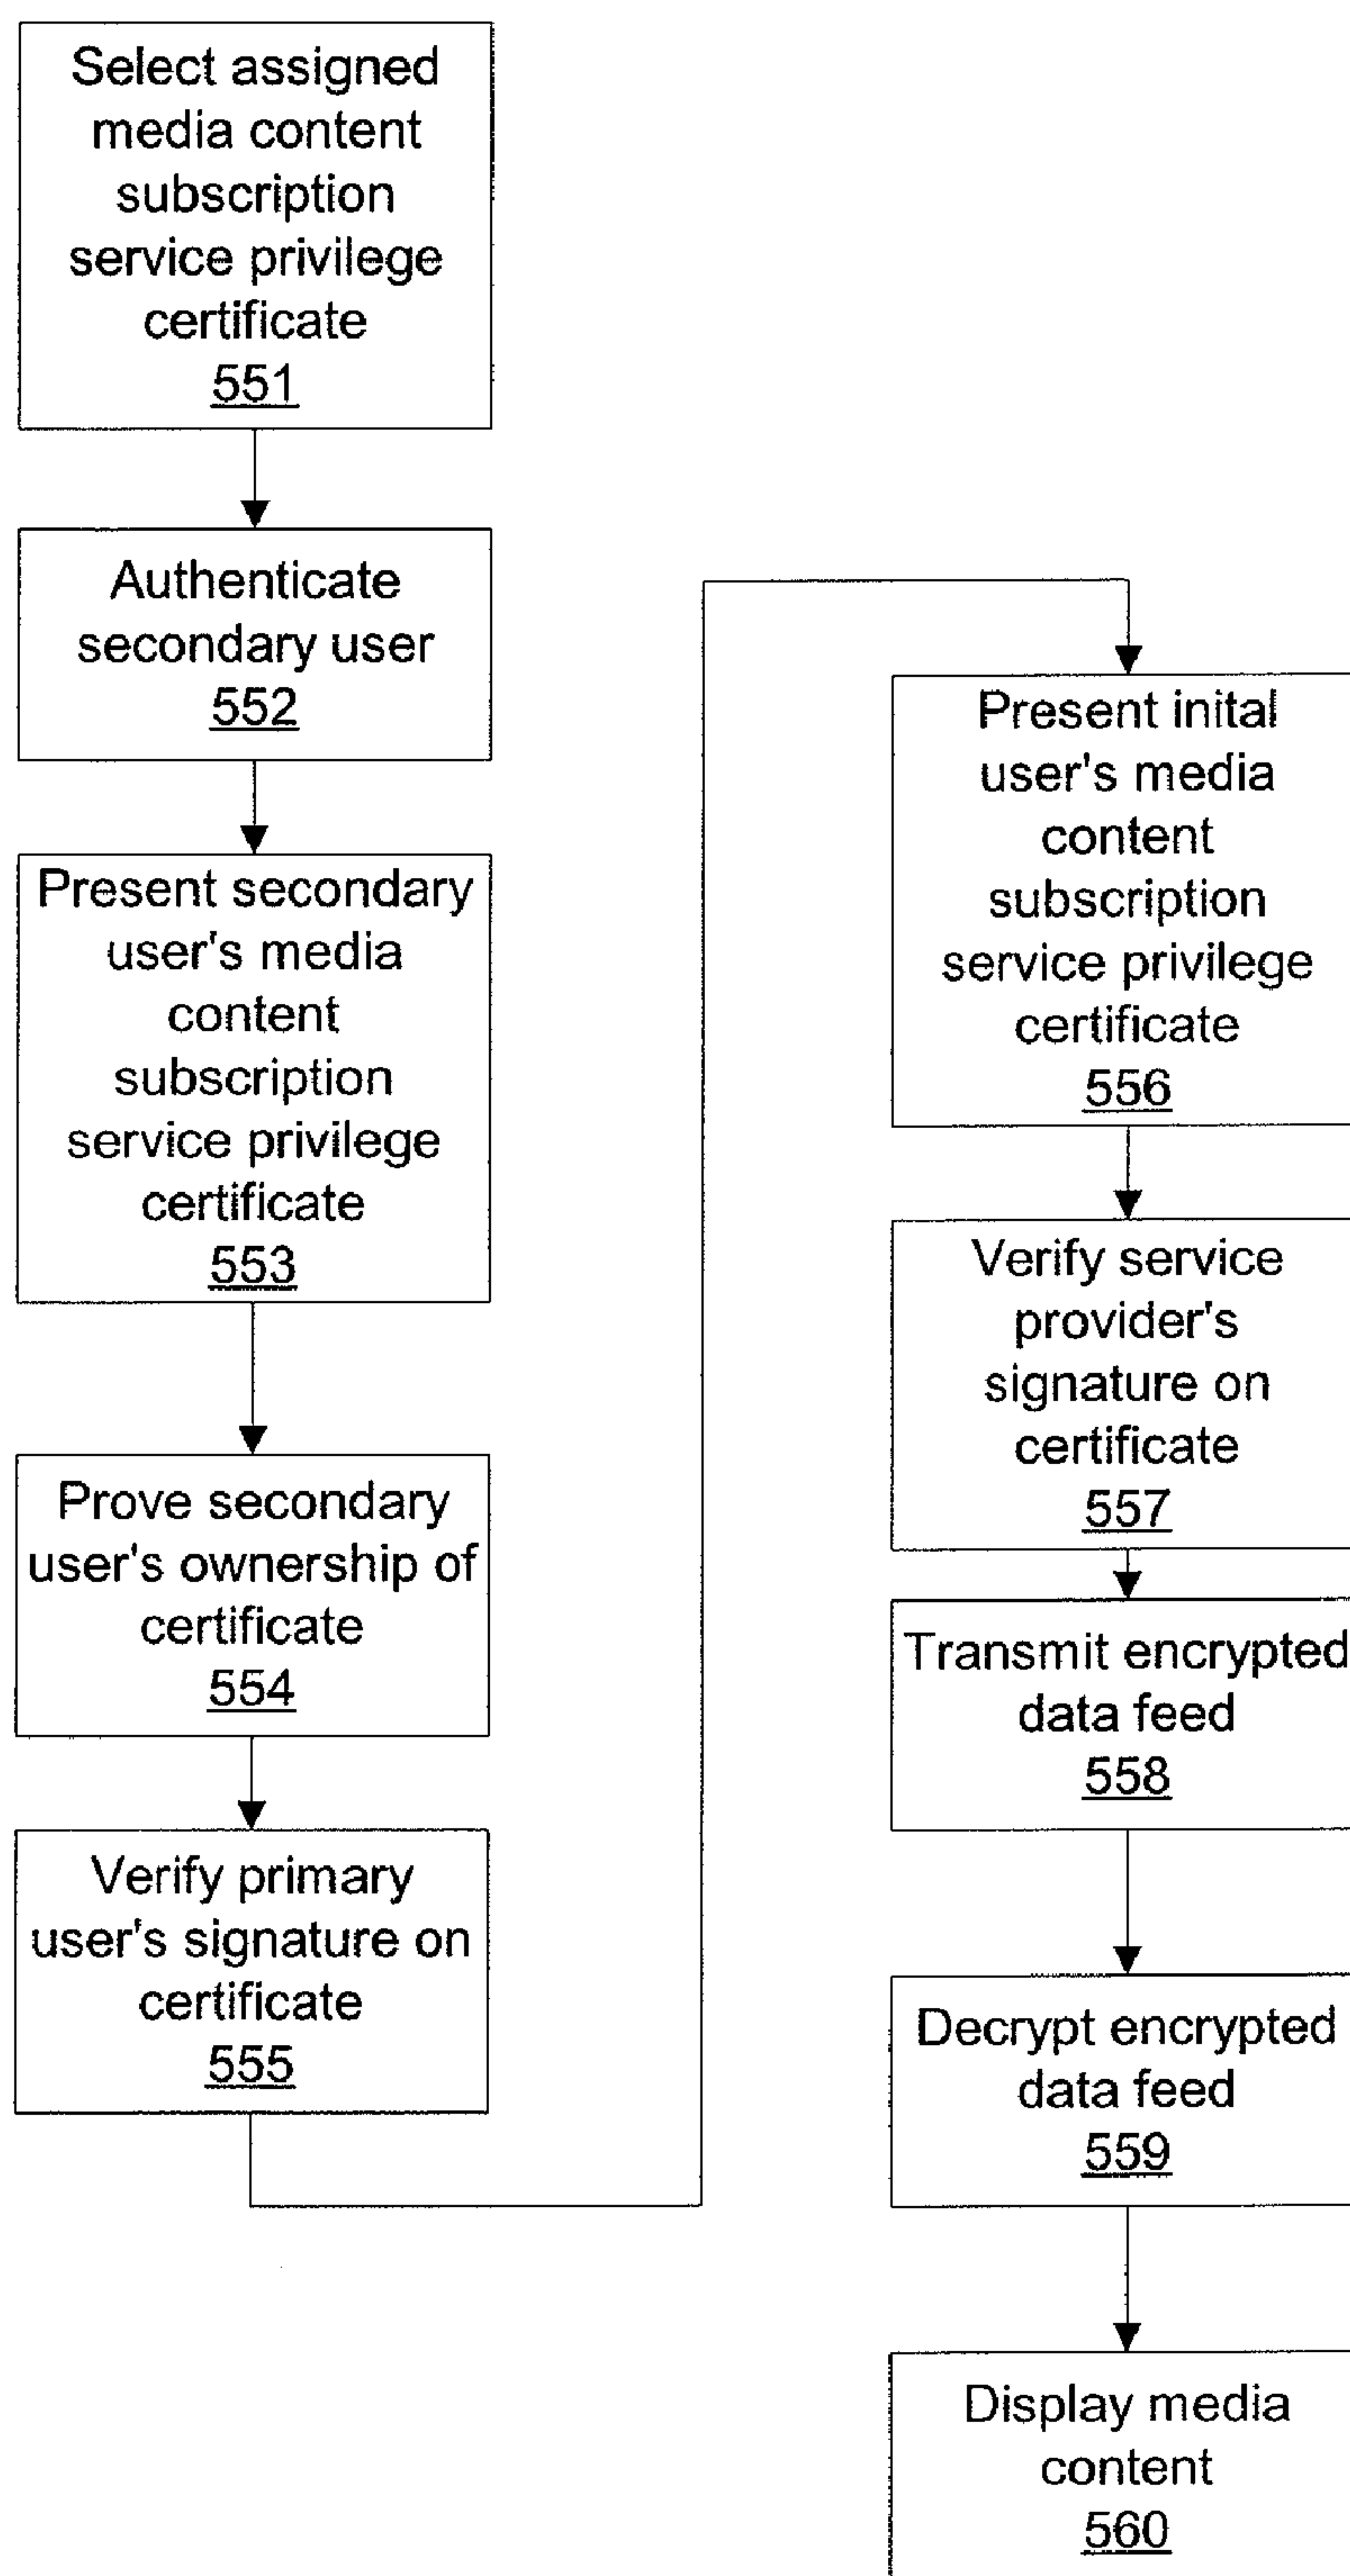 Select assigned
media content
subscription
service privilege
certificate
551
Authenticate
secondary user
552
Present secondary
user's media
content
subscription
service privilege
certificate
553
Prove secondary
user's ownership of
certificate
554
Verify primary
user's signature on
certificate
555
Present inital
user's media
content
subscription
service privilege
certificate
556
Verify service
provider's
signature on
certificate
557
Transmit encrypted
data feed
558
Decrypt encrypted
data feed
559
Display media
content
560